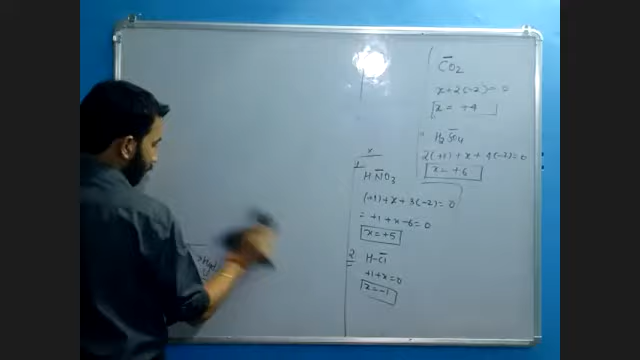 HNO3
(+1)+x+3(-2)=0
= +1+x-6=0
x=+5
2
H-Cl
+1+x=0
x=-1
CO2
x+2(-2)=0
x= +4
H2SO4
2(+1)+x+4(-2)=0
x=+6